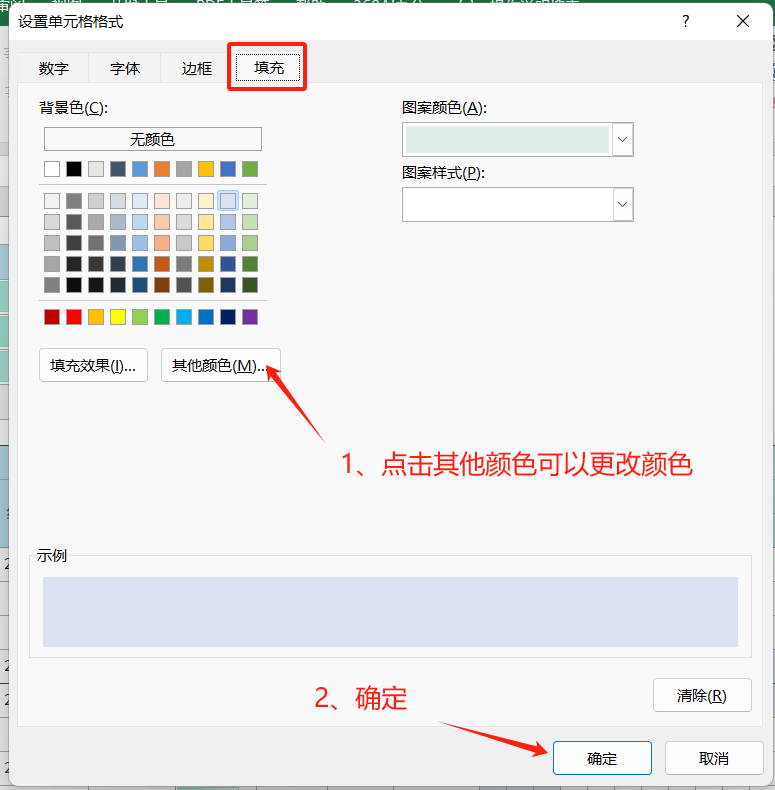 设置单元格格式
?
数字 字体 边框 填充
背景色(C): 图案颜色(A):
无颜色
图案样式(P):
填充效果(I)... 其他颜色(M)...
1、点击其他颜色可以更改颜色
示例
2、确定
清除(R)
确定 取消